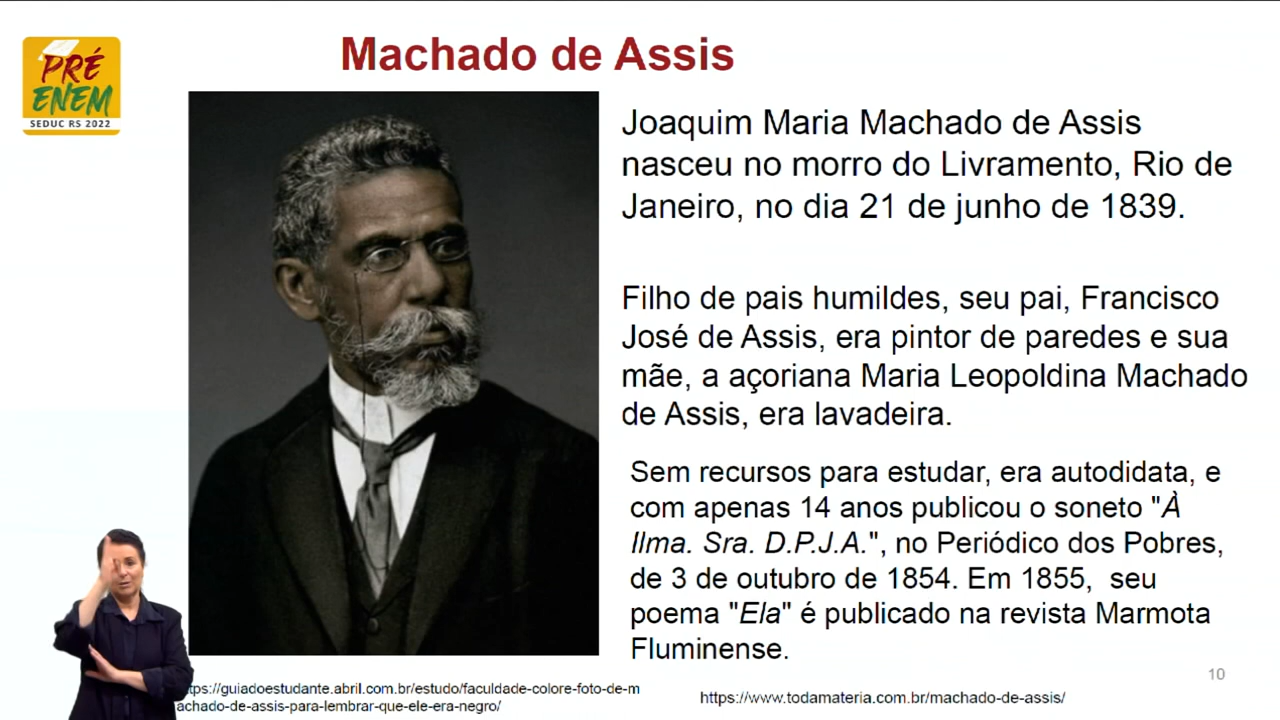 PRÉ
ENEM
SEDUC RS 2022
Machado de Assis
Joaquim Maria Machado de Assis
nasceu no morro do Livramento, Rio de
Janeiro, no dia 21 de junho de 1839.
Filho de pais humildes, seu pai, Francisco
José de Assis, era pintor de paredes e sua
mãe, a açoriana Maria Leopoldina Machado
de Assis, era lavadeira.
Sem recursos para estudar, era autodidata, e
com apenas 14 anos publicou o soneto "À
Ilma. Sra. D.P.J.A.", no Periódico dos Pobres,
de 3 de outubro de 1854. Em 1855,  seu
poema "Ela" é publicado na revista Marmota
Fluminense.
10
tps://guiadoestudante.abril.com.br/estudo/faculdade-colore-foto-de-m
achado-de-assis-para-lembrar-que-ele-era-negro/
https://www.todamateria.com.br/machado-de-assis/